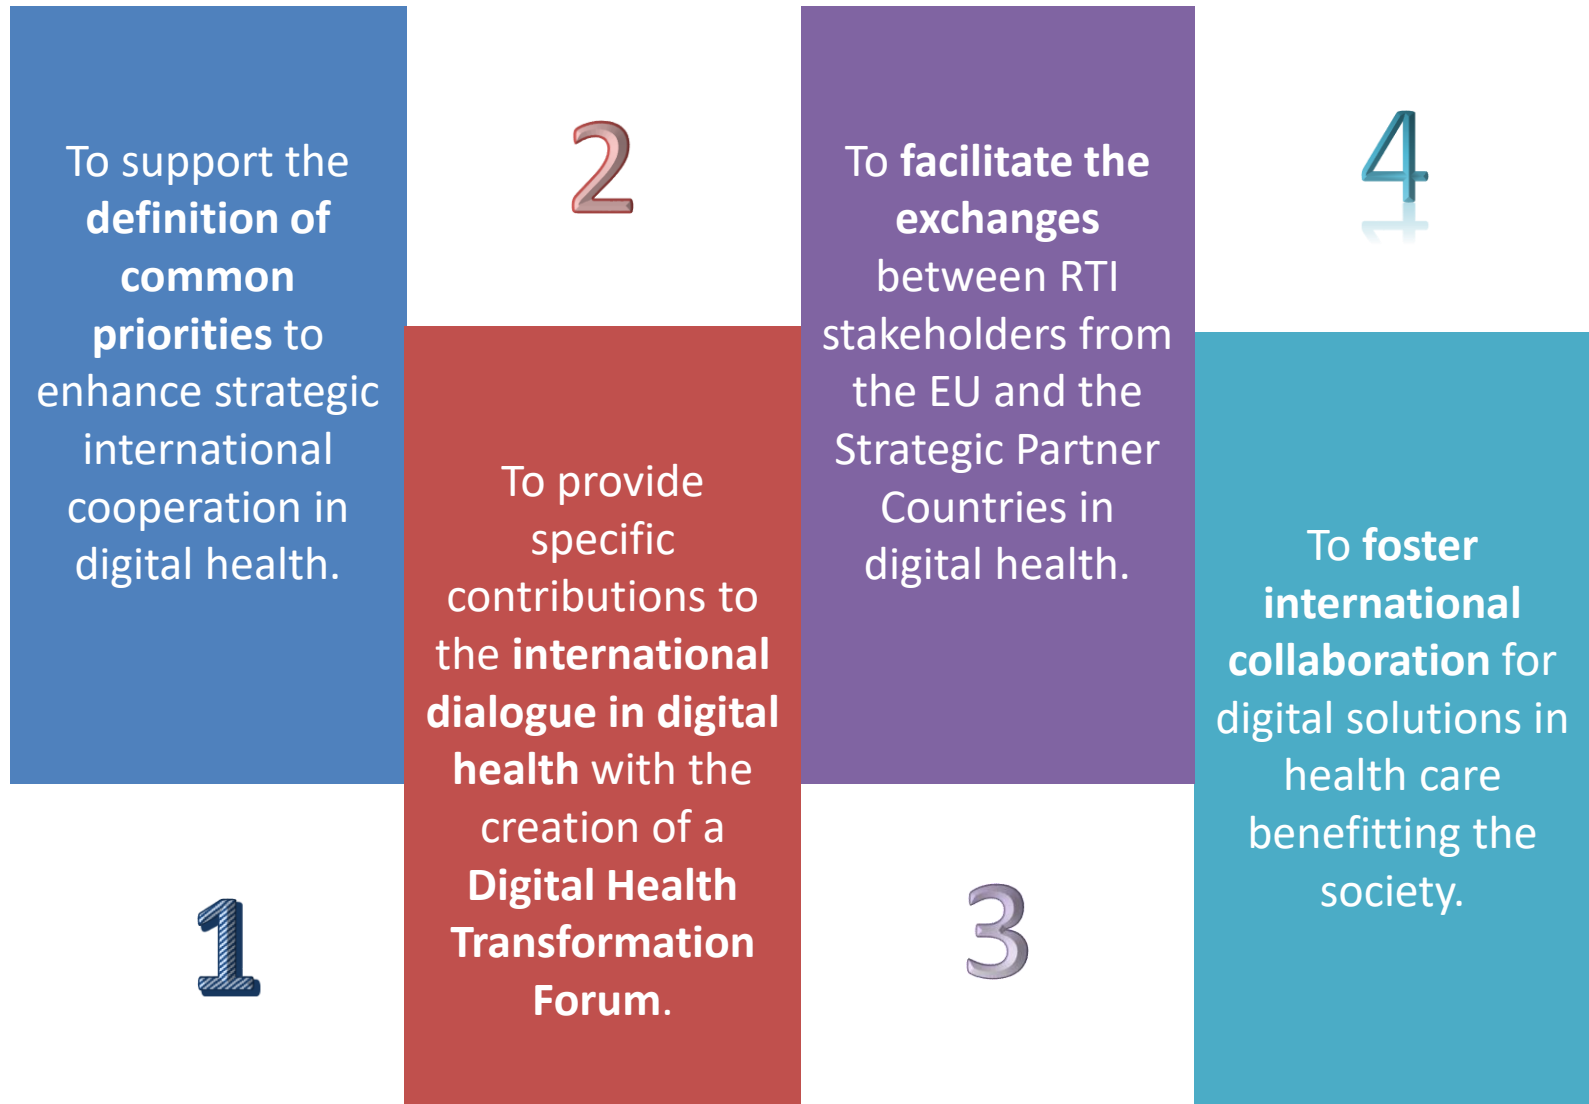 To support the
definition of
common
priorities to
enhance strategic
international
cooperation in
digital health.
1
2
To provide
specific
contributions to
the international
dialogue in digital
health with the
creation of a
Digital Health
Transformation
Forum.
To facilitate the
exchanges
between RTI
stakeholders from
the EU and the
Strategic Partner
Countries in
digital health.
3
4
To foster
international
collaboration for
digital solutions in
health care
benefitting the
society.